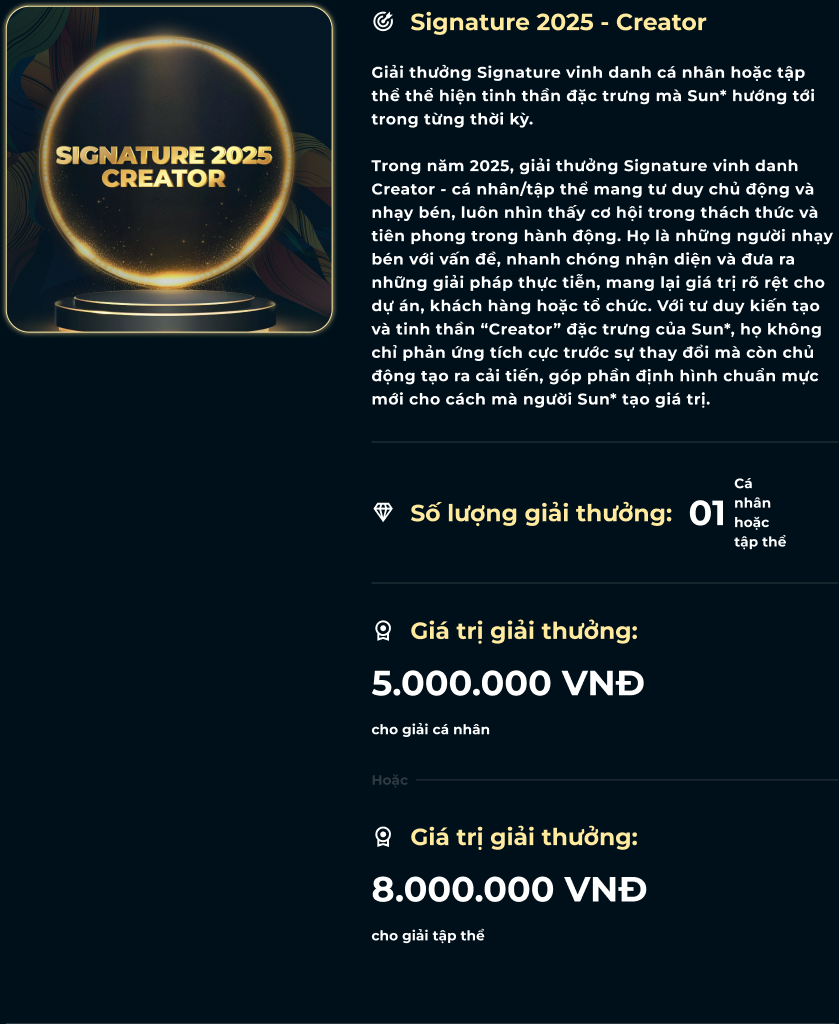 SIGNATURE 2025
CREATOR
Signature 2025 - Creator
Giải thưởng Signature vinh danh cá nhân hoặc tập
thể thể hiện tinh thần đặc trưng mà Sun* hướng tới
trong từng thời kỳ.
Trong năm 2025, giải thưởng Signature vinh danh
Creator - cá nhân/tập thể mang tư duy chủ động và
nhạy bén, luôn nhìn thấy cơ hội trong thách thức và
tiên phong trong hành động. Họ là những người nhạy
bén với vấn đề, nhanh chóng nhận diện và đưa ra
những giải pháp thực tiễn, mang lại giá trị rõ rệt cho
dự án, khách hàng hoặc tổ chức. Với tư duy kiến tạo
và tinh thần “Creator” đặc trưng của Sun*, họ không
chỉ phản ứng tích cực trước sự thay đổi mà còn chủ
động tạo ra cải tiến, góp phần định hình chuẩn mực
mới cho cách mà người Sun* tạo giá trị.
Số lượng giải thưởng: 01
Cá
nhân
hoặc
tập thể
Giá trị giải thưởng:
5.000.000 VNĐ
cho giải cá nhân
Hoặc
Giá trị giải thưởng:
8.000.000 VNĐ
cho giải tập thể